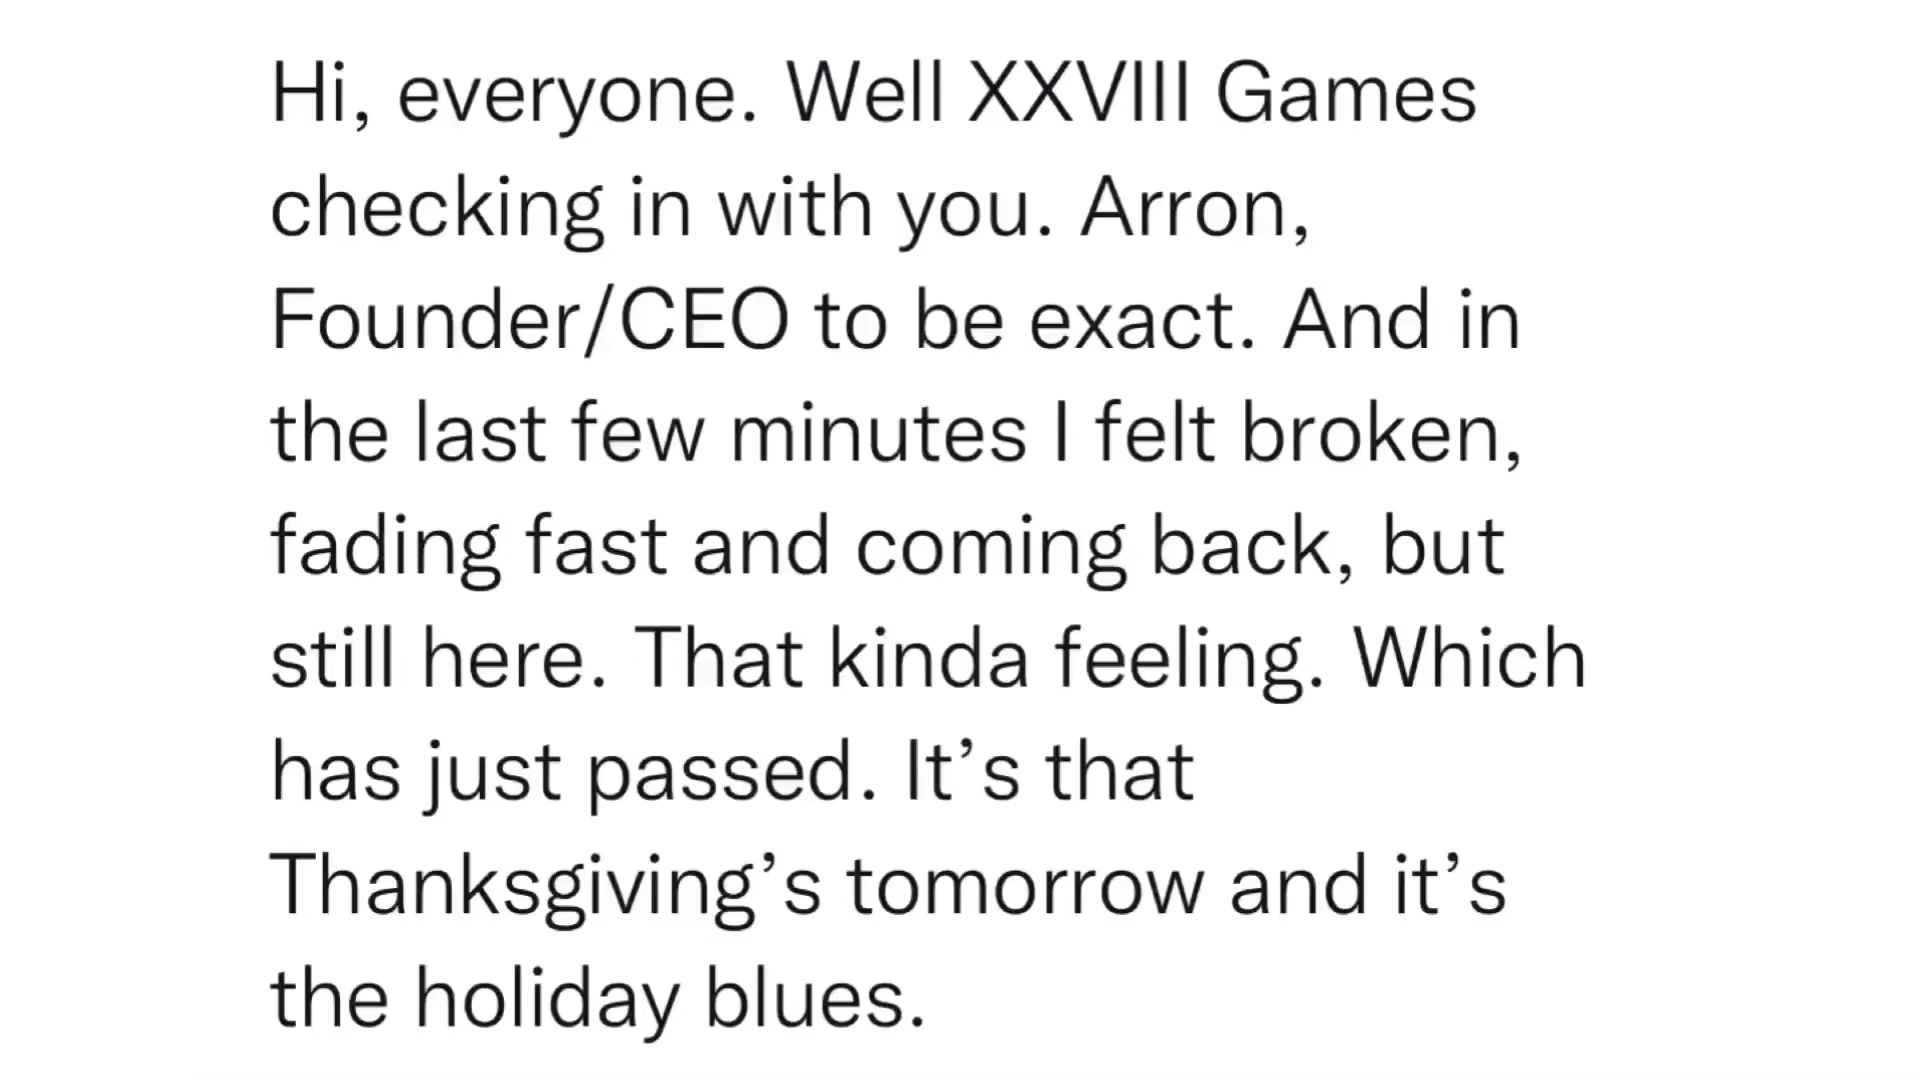 Hi, everyone. Well XXVIII Games
checking in with you. Arron,
Founder/CEO to be exact. And in
the last few minutes I felt broken,
fading fast and coming back, but
still here. That kinda feeling. Which
has just passed. It’s that
Thanksgiving’s tomorrow and it’s
the holiday blues.